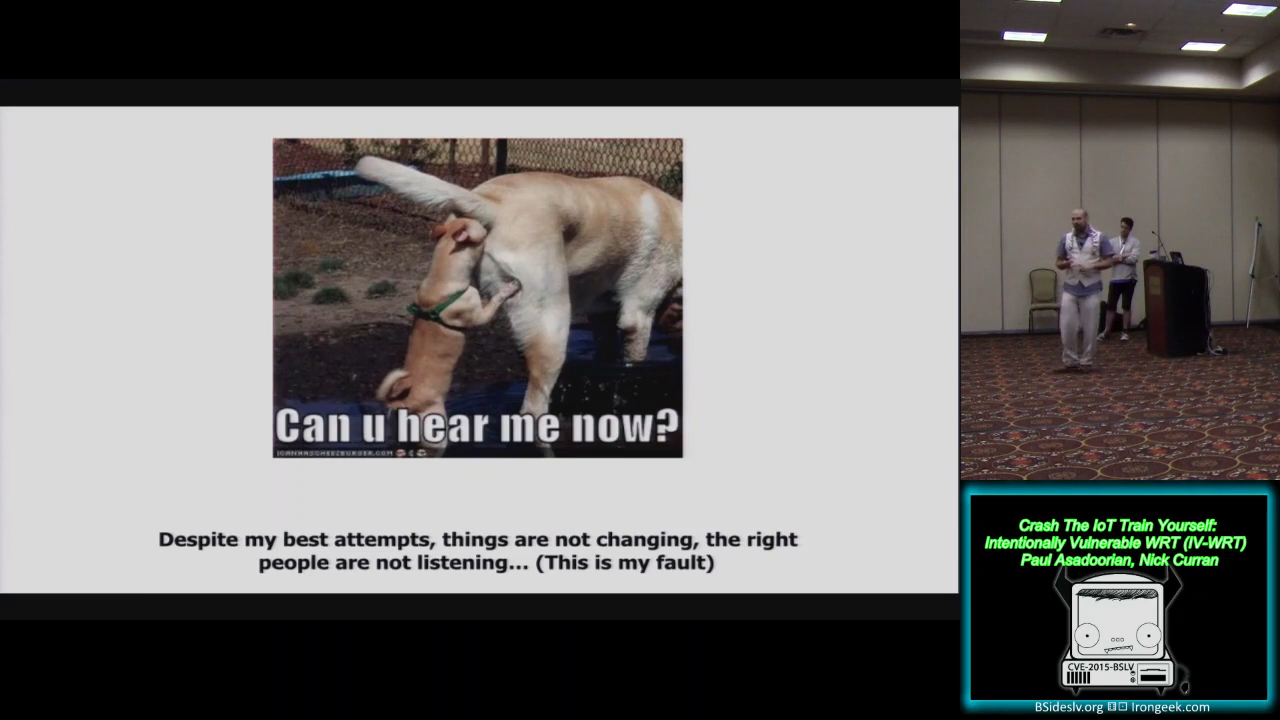 Can u hear me now?
ICANHASCHEEZBURGER.COM
Despite my best attempts, things are not changing, the right
people are not listening... (This is my fault)
Crash The IoT Train Yourself:
Intentionally Vulnerable WRT (IV-WRT)
Paul Asadoorian, Nick Curran
CVE-2015-BSLV
BSideslv.org
Irongeek.com